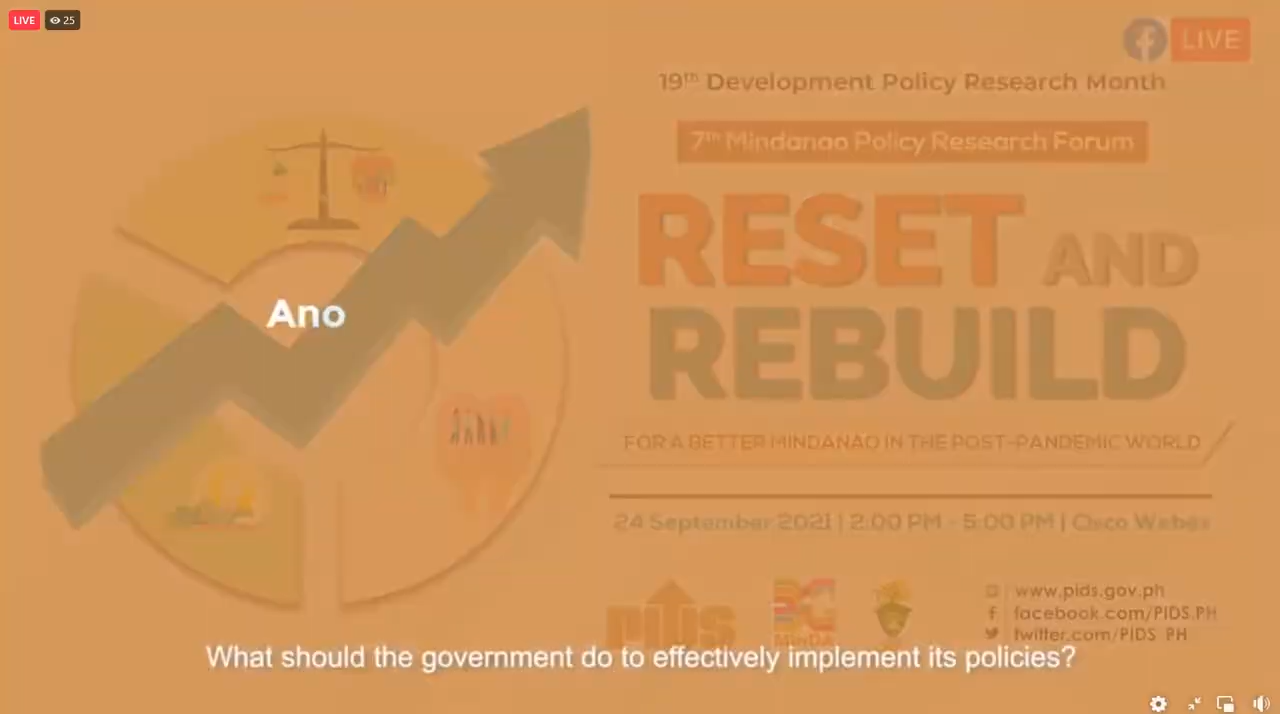 LIVE 25
LIVE
19th Development Policy Research Month
7th Mindanao Policy Research Forum
RESET AND
REBUILD
FOR A BETTER MINDANAO IN THE POST-PANDEMIC WORLD
24 September 2021 | 2:00 PM - 5:00 PM | Cisco Webex
Ano
PIDS
MinDA
www.pids.gov.ph
facebook.com/PIDS.PH
twitter.com/PIDS_PH
What should the government do to effectively implement its policies?